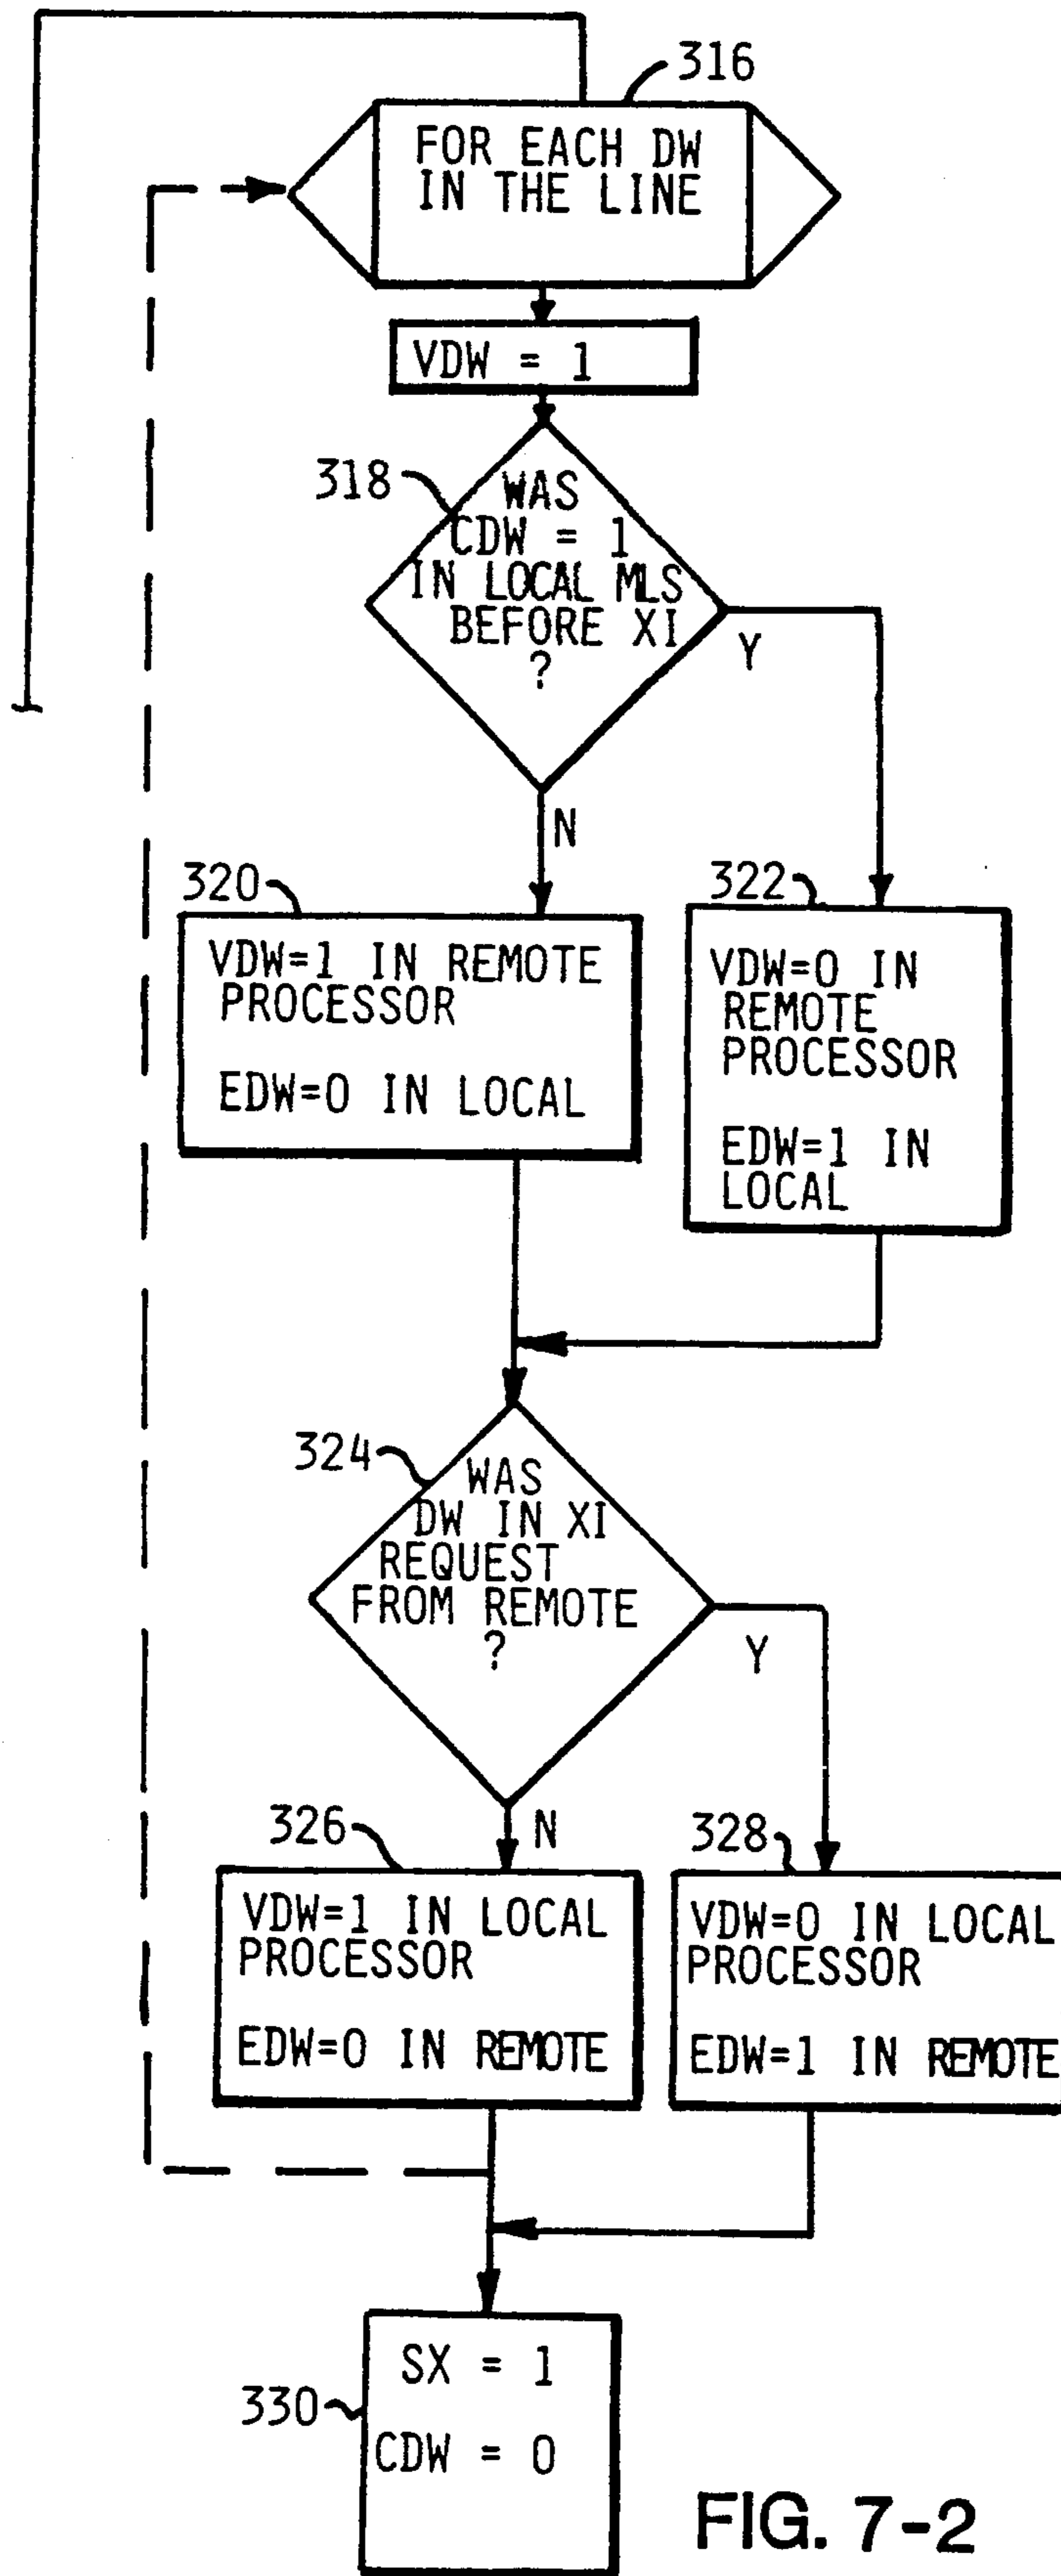 316
FOR EACH DW
IN THE LINE
VDW = 1
318
WAS
CDW = 1
IN LOCAL MLS
BEFORE XI
?
Y
N
320
VDW=1 IN REMOTE
PROCESSOR
EDW=0 IN LOCAL
322
VDW=0 IN
REMOTE
PROCESSOR
EDW=1 IN
LOCAL
324
WAS
DW IN XI
REQUEST
FROM REMOTE
?
Y
N
326
VDW=1 IN LOCAL
PROCESSOR
EDW=0 IN REMOTE
328
VDW=0 IN LOCAL
PROCESSOR
EDW=1 IN REMOTE
330
SX = 1
CDW = 0
FIG. 7-2